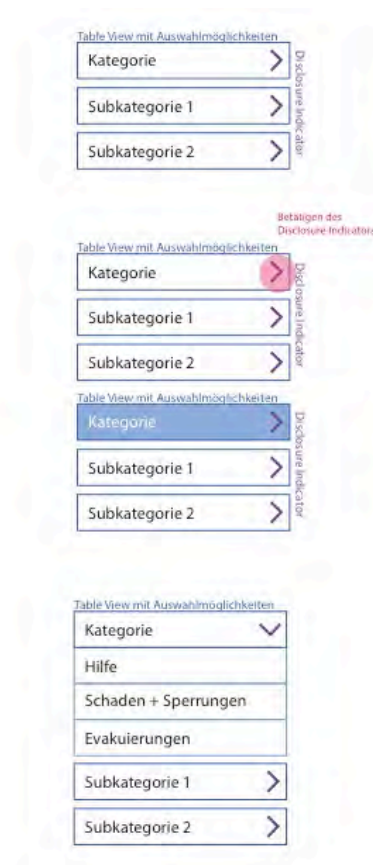 Table View mit Auswahlmöglichkeiten
Kategorie
Subkategorie 1
Subkategorie 2
Disclosure Indicator
Betätigen des
Disclosure Indicators
Table View mit Auswahlmöglichkeiten
Kategorie
Subkategorie 1
Subkategorie 2
Disclosure Indicator
Table View mit Auswahlmöglichkeiten
Kategorie
Subkategorie 1
Subkategorie 2
Disclosure Indicator
Table View mit Auswahlmöglichkeiten
Kategorie
Hilfe
Schaden + Sperrungen
Evakuierungen
Subkategorie 1
Subkategorie 2